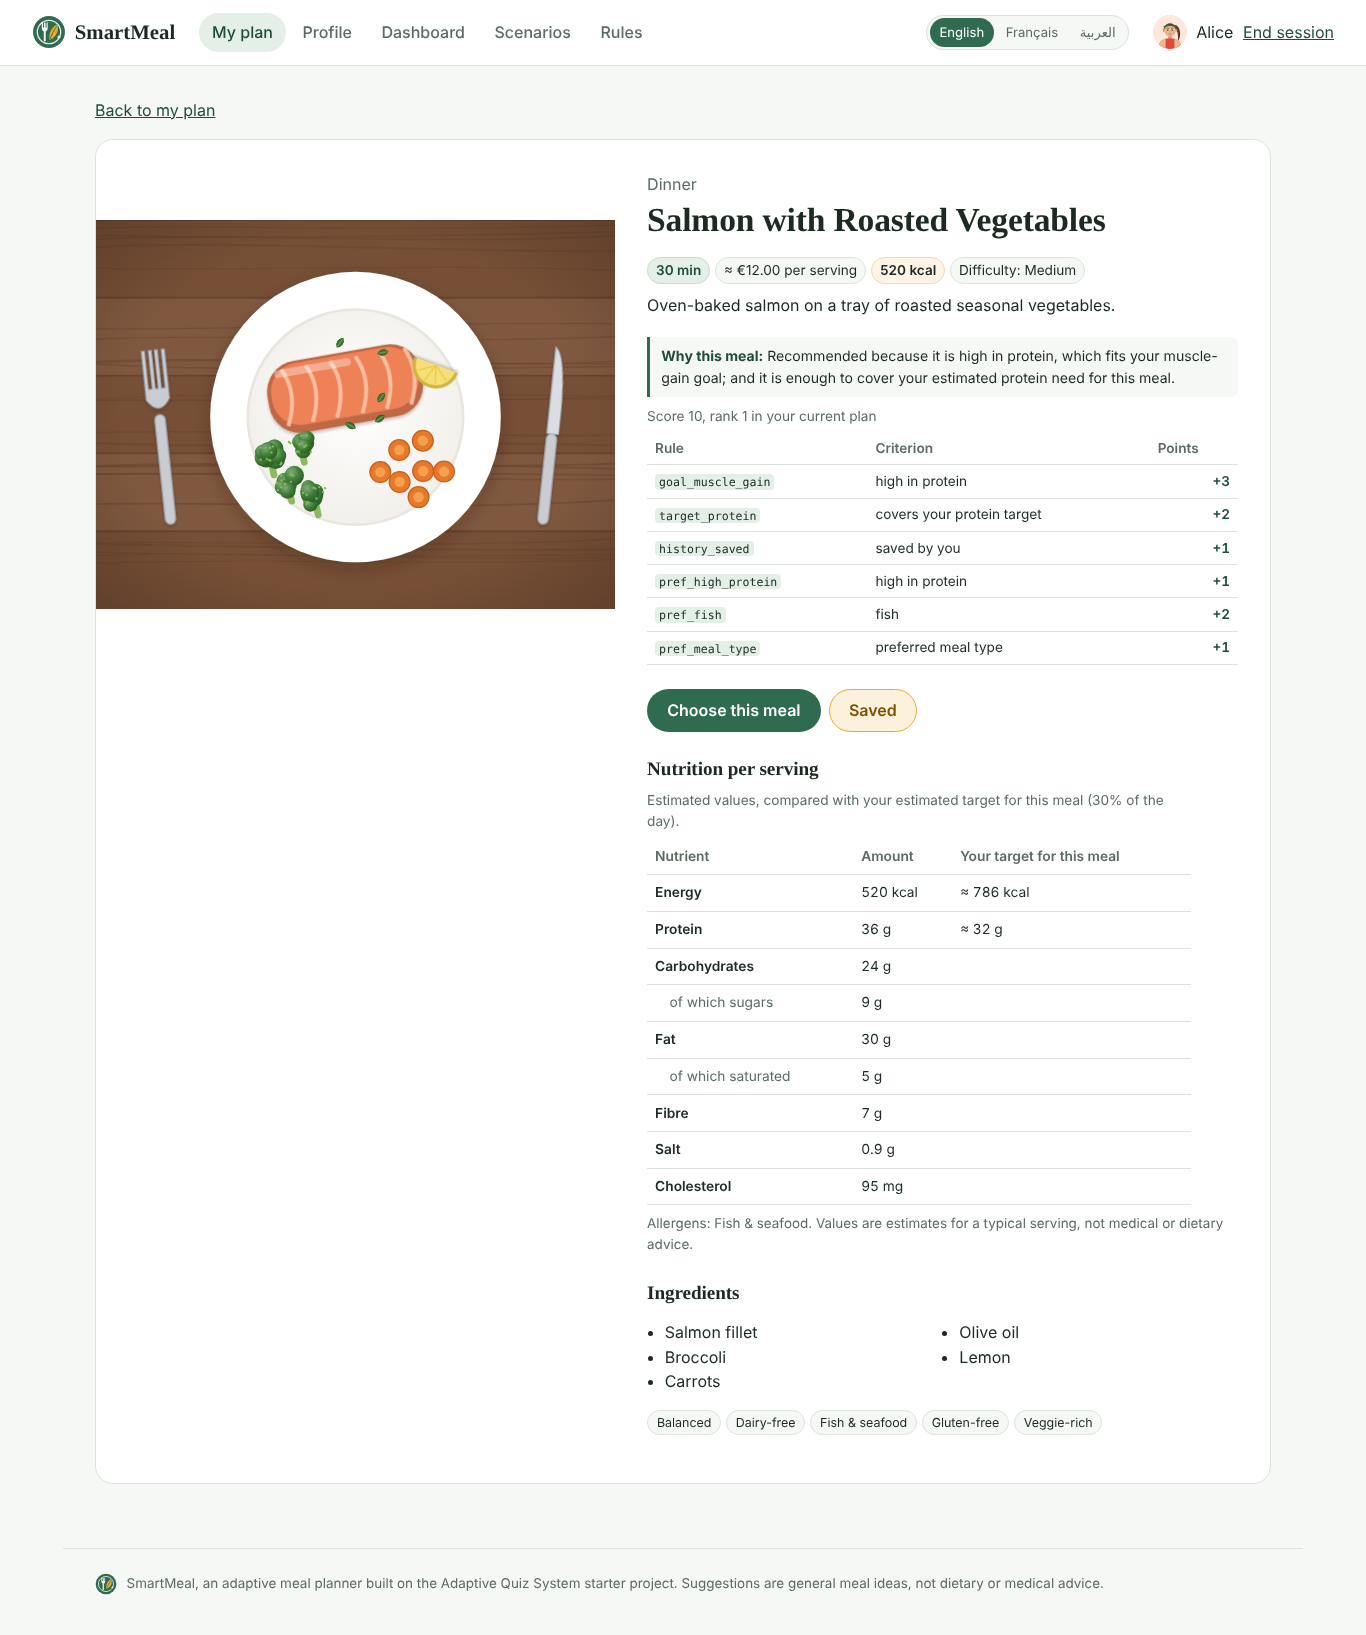 SmartMeal
My plan Profile Dashboard Scenarios Rules
English Français العربية
Alice End session
Back to my plan
Dinner
Salmon with Roasted Vegetables
30 min ≈ €12.00 per serving 520 kcal Difficulty: Medium
Oven-baked salmon on a tray of roasted seasonal vegetables.
Why this meal: Recommended because it is high in protein, which fits your muscle-
gain goal; and it is enough to cover your estimated protein need for this meal.
Score 10, rank 1 in your current plan
Rule Criterion Points
goal_muscle_gain high in protein +3
target_protein covers your protein target +2
history_saved saved by you +1
pref_high_protein high in protein +1
pref_fish fish +2
pref_meal_type preferred meal type +1
Choose this meal Saved
Nutrition per serving
Estimated values, compared with your estimated target for this meal (30% of the
day).
Nutrient Amount Your target for this meal
Energy 520 kcal ≈ 786 kcal
Protein 36 g ≈ 32 g
Carbohydrates 24 g
of which sugars 9 g
Fat 30 g
of which saturated 5 g
Fibre 7 g
Salt 0.9 g
Cholesterol 95 mg
Allergens: Fish & seafood. Values are estimates for a typical serving, not medical or dietary
advice.
Ingredients
• Salmon fillet
• Broccoli
• Carrots
• Olive oil
• Lemon
Balanced Dairy-free Fish & seafood Gluten-free Veggie-rich
SmartMeal, an adaptive meal planner built on the Adaptive Quiz System starter project. Suggestions are general meal ideas, not dietary or medical advice.